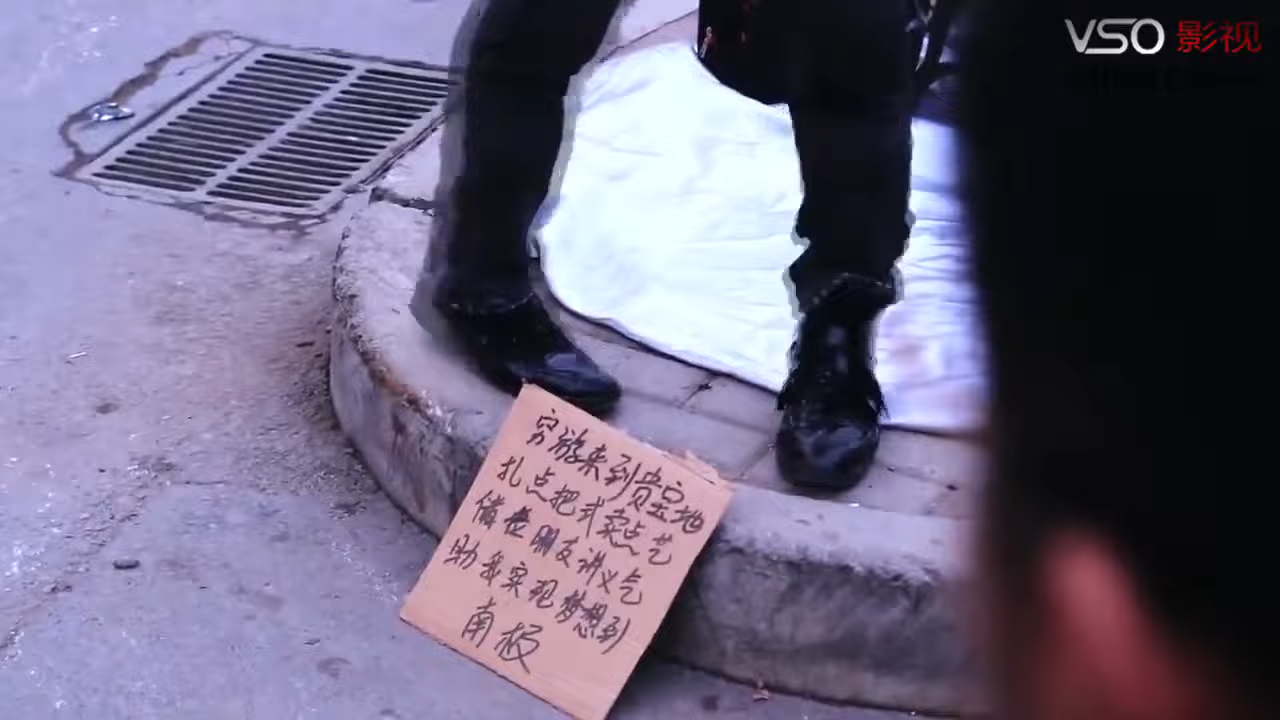 VSO 影视
穷游来到贵宝地
扎点把式卖点艺
借些朋友讲义气
助我实现梦想到
南极